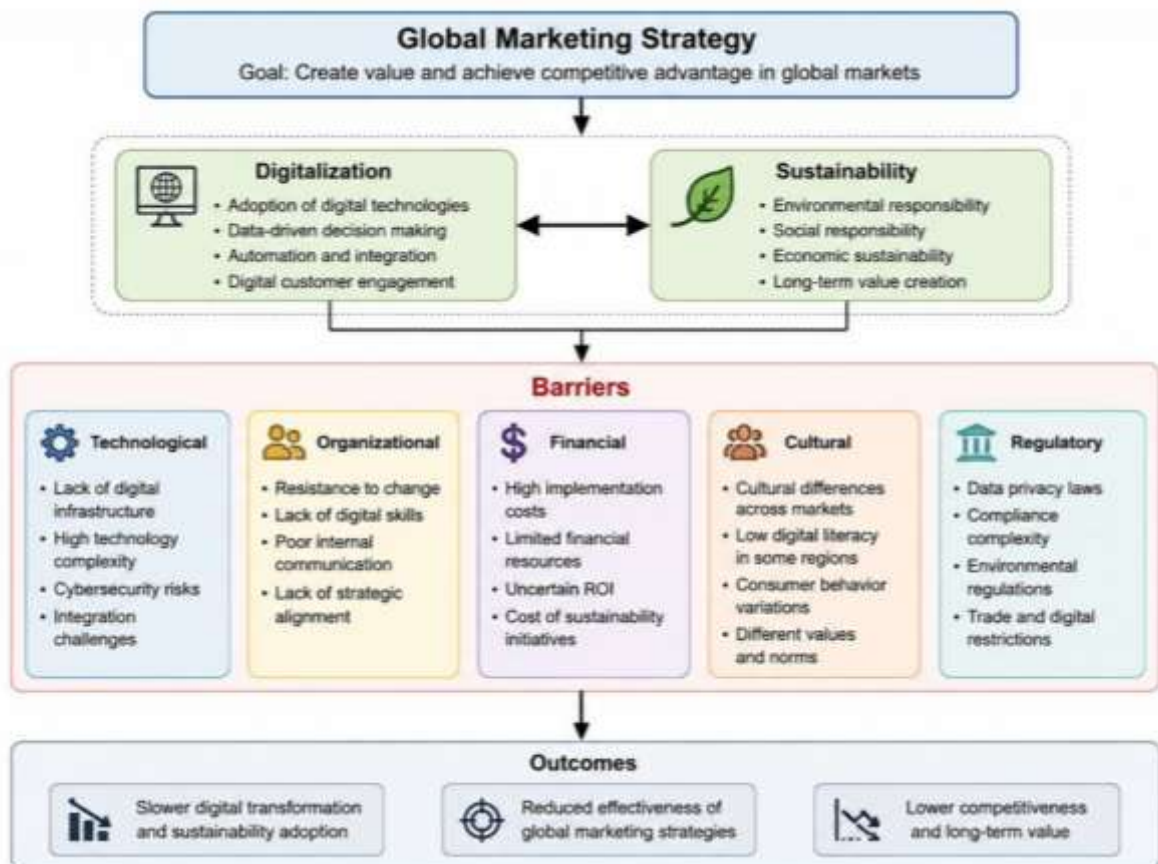 Global Marketing Strategy
Goal: Create value and achieve competitive advantage in global markets
Digitalization
• Adoption of digital technologies
• Data-driven decision making
• Automation and integration
• Digital customer engagement
Sustainability
• Environmental responsibility
• Social responsibility
• Economic sustainability
• Long-term value creation
Barriers
Technological
• Lack of digital
infrastructure
• High technology
complexity
• Cybersecurity risks
• Integration
challenges
Organizational
• Resistance to change
• Lack of digital skills
• Poor internal
communication
• Lack of strategic
alignment
$ Financial
• High implementation
costs
• Limited financial
resources
• Uncertain ROI
• Cost of sustainability
initiatives
Cultural
• Cultural differences
across markets
• Low digital literacy
in some regions
• Consumer behavior
variations
• Different values
and norms
Regulatory
• Data privacy laws
• Compliance
complexity
• Environmental
regulations
• Trade and digital
restrictions
Outcomes
Slower digital transformation
and sustainability adoption
Reduced effectiveness of
global marketing strategies
Lower competitiveness
and long-term value